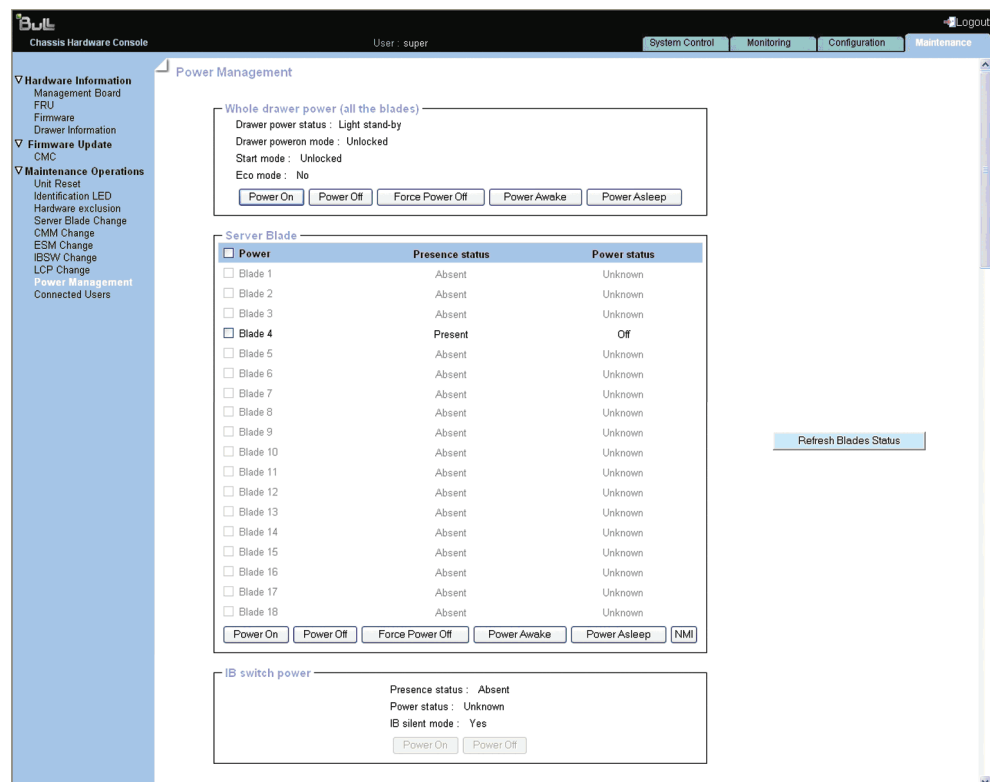 Bull
Logout
Chassis Hardware Console
User : super
System Control
Monitoring
Configuration
Maintenance
Hardware Information
Management Board
FRU
Firmware
Drawer Information
Firmware Update
CMC
Maintenance Operations
Unit Reset
Identification LED
Hardware exclusion
Server Blade Change
CMM Change
ESM Change
IBSW Change
LCP Change
Power Management
Connected Users
Power Management
Whole drawer power (all the blades)
Drawer power status : Light stand-by
Drawer poweron mode : Unlocked
Start mode : Unlocked
Eco mode : No
Power On Power Off Force Power Off Power Awake Power Asleep
Server Blade
Power Presence status Power status
Blade 1 Absent Unknown
Blade 2 Absent Unknown
Blade 3 Absent Unknown
Blade 4 Present Off
Blade 5 Absent Unknown
Blade 6 Absent Unknown
Blade 7 Absent Unknown
Blade 8 Absent Unknown
Blade 9 Absent Unknown
Blade 10 Absent Unknown
Blade 11 Absent Unknown
Blade 12 Absent Unknown
Blade 13 Absent Unknown
Blade 14 Absent Unknown
Blade 15 Absent Unknown
Blade 16 Absent Unknown
Blade 17 Absent Unknown
Blade 18 Absent Unknown
Power On Power Off Force Power Off Power Awake Power Asleep NMI
Refresh Blades Status
IB switch power
Presence status : Absent
Power status : Unknown
IB silent mode : Yes
Power On Power Off